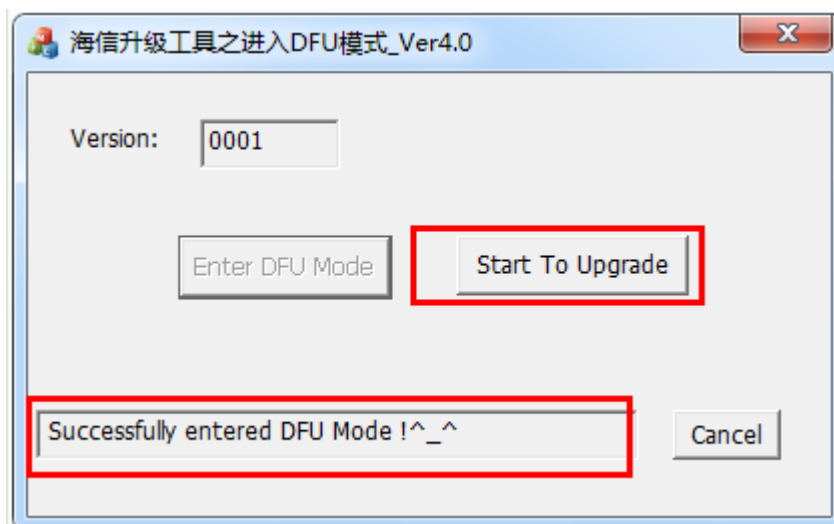 海信升级工具之进入DFU模式_Ver4.0
Version: 0001
Enter DFU Mode Start To Upgrade
Successfully entered DFU Mode !^_^ Cancel